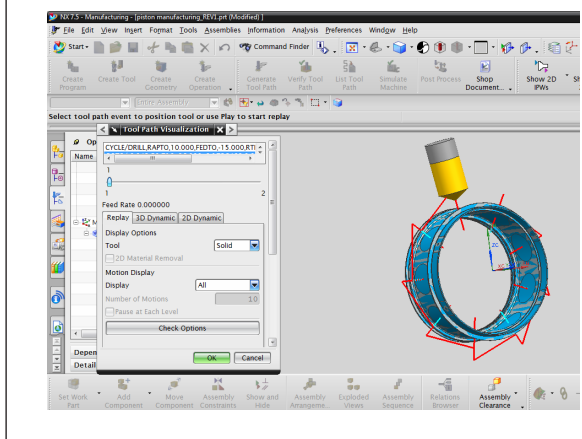 NX 7.5 - Manufacturing - [piston manufacturing_REV1.prt (Modified) ]
File Edit View Insert Format Tools Assemblies Information Analysis Preferences Window Help
Start Command Finder
Create Program Create Tool Create Geometry Create Operation Generate Tool Path Verify Tool Path List Tool Path Simulate Machine Post Process Shop Document... Show 2D IPWs Sh
Entire Assembly
Select tool path event to position tool or use Play to start replay
Tool Path Visualization
Op
Name
CYCLE/DRILL,RAPTO,10.000,FEDTO,-15.000,RT
1
1 2
Feed Rate 0.000000
Replay 3D Dynamic 2D Dynamic
Display Options
Tool Solid
2D Material Removal
Motion Display
Display All
Number of Motions 10
Pause at Each Level
Check Options
OK Cancel
M
Depen
Detail
ZC
XC
Set Work Part Add Component Move Component Assembly Constraints Show and Hide Assembly Arrangeme... Exploded Views Assembly Sequence Relations Browser Assembly Clearance